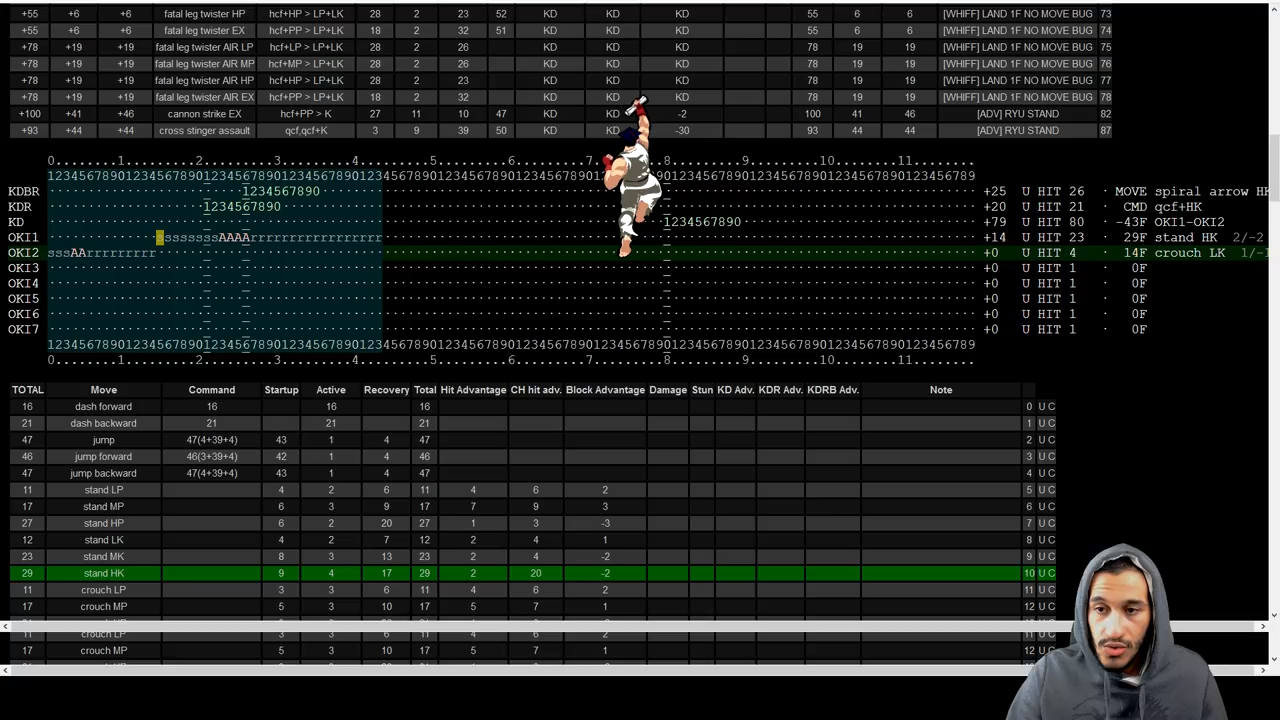 +55 +6 +6 fatal leg twister HP hcf+HP > LP+LK 28 2 23 52 KD KD KD 55 6 6 [WHIFF] LAND 1F NO MOVE BUG 73
+55 +6 +6 fatal leg twister EX hcf+PP > LP+LK 18 2 32 51 KD KD KD 55 6 6 [WHIFF] LAND 1F NO MOVE BUG 74
+78 +19 +19 fatal leg twister AIR LP hcf+LP > LP+LK 28 2 26 KD KD KD 78 19 19 [WHIFF] LAND 1F NO MOVE BUG 75
+78 +19 +19 fatal leg twister AIR MP hcf+MP > LP+LK 28 2 26 KD KD KD 78 19 19 [WHIFF] LAND 1F NO MOVE BUG 76
+78 +19 +19 fatal leg twister AIR HP hcf+HP > LP+LK 28 2 23 KD KD KD 78 19 19 [WHIFF] LAND 1F NO MOVE BUG 77
+78 +19 +19 fatal leg twister AIR EX hcf+PP > LP+LK 18 2 32 KD KD KD 78 19 19 [WHIFF] LAND 1F NO MOVE BUG 78
+100 +41 +46 cannon strike EX hcf+PP > K 27 11 10 47 KD KD -2 100 41 46 [ADV] RYU STAND 82
+93 +44 +44 cross stinger assault qcf,qcf+K 3 9 39 50 KD KD -30 93 44 44 [ADV] RYU STAND 87
0.........1.........2.........3.........4.........5.........6.........7.........8.........9.........10........11........
12345678901234567890123456789012345678901234567890123456789012345678901234567890123456789012345678901234567890123456789
KDBR 1234567890 +25 U HIT 26 · MOVE spiral arrow HK
KDR 1234567890 +20 U HIT 21 · CMD qcf+HK
KD 1234567890 +79 U HIT 80 · -43F OKI1-OKI2
OKI1 ssssssssAAAArrrrrrrrrrrrrrrrr +14 U HIT 23 · 29F stand HK 2/-2
OKI2 sssAArrrrrrrrr +0 U HIT 4 · 14F crouch LK 1/-1
OKI3 +0 U HIT 1 · 0F
OKI4 +0 U HIT 1 · 0F
OKI5 +0 U HIT 1 · 0F
OKI6 +0 U HIT 1 · 0F
OKI7 +0 U HIT 1 · 0F
12345678901234567890123456789012345678901234567890123456789012345678901234567890123456789012345678901234567890123456789
0.........1.........2.........3.........4.........5.........6.........7.........8.........9.........10........11........
TOTAL Move Command Startup Active Recovery Total Hit Advantage CH hit adv. Block Advantage Damage Stun KD Adv. KDR Adv. KDRB Adv. Note
16 dash forward 16 16 16 0 U C
21 dash backward 21 21 21 1 U C
47 jump 47(4+39+4) 43 1 4 47 2 U C
46 jump forward 46(3+39+4) 42 1 4 46 3 U C
47 jump backward 47(4+39+4) 43 1 4 47 4 U C
11 stand LP 4 2 6 11 4 6 2 5 U C
17 stand MP 6 3 9 17 7 9 3 6 U C
27 stand HP 6 2 20 27 1 3 -3 7 U C
12 stand LK 4 2 7 12 2 4 1 8 U C
23 stand MK 8 3 13 23 2 4 -2 9 U C
29 stand HK 9 4 17 29 2 20 -2 10 U C
11 crouch LP 3 3 6 11 4 6 2 11 U C
17 crouch MP 5 3 10 17 5 7 1 12 U C
11 crouch LP 3 3 6 11 4 6 2 11
17 crouch MP 5 3 10 17 5 7 1 12